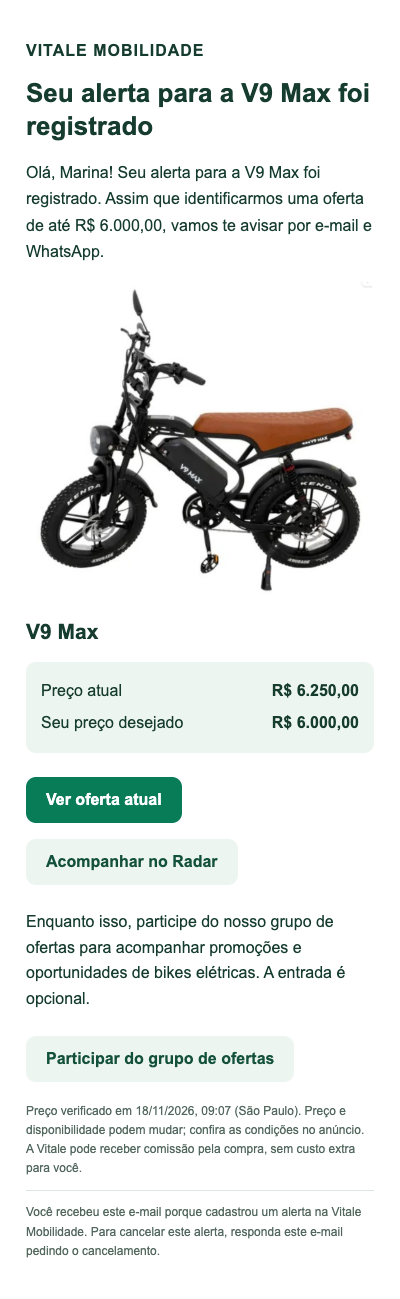 VITALE MOBILIDADE
Seu alerta para a V9 Max foi
registrado
Olá, Marina! Seu alerta para a V9 Max foi
registrado. Assim que identificarmos uma oferta
de até R$ 6.000,00, vamos te avisar por e-mail e
WhatsApp.
V9 MAX
V9 MAX
KENDA
KENDA
V9 Max
Preço atual R$ 6.250,00
Seu preço desejado R$ 6.000,00
Ver oferta atual
Acompanhar no Radar
Enquanto isso, participe do nosso grupo de
ofertas para acompanhar promoções e
oportunidades de bikes elétricas. A entrada é
opcional.
Participar do grupo de ofertas
Preço verificado em 18/11/2026, 09:07 (São Paulo). Preço e
disponibilidade podem mudar; confira as condições no anúncio.
A Vitale pode receber comissão pela compra, sem custo extra
para você.
Você recebeu este e-mail porque cadastrou um alerta na Vitale
Mobilidade. Para cancelar este alerta, responda este e-mail
pedindo o cancelamento.